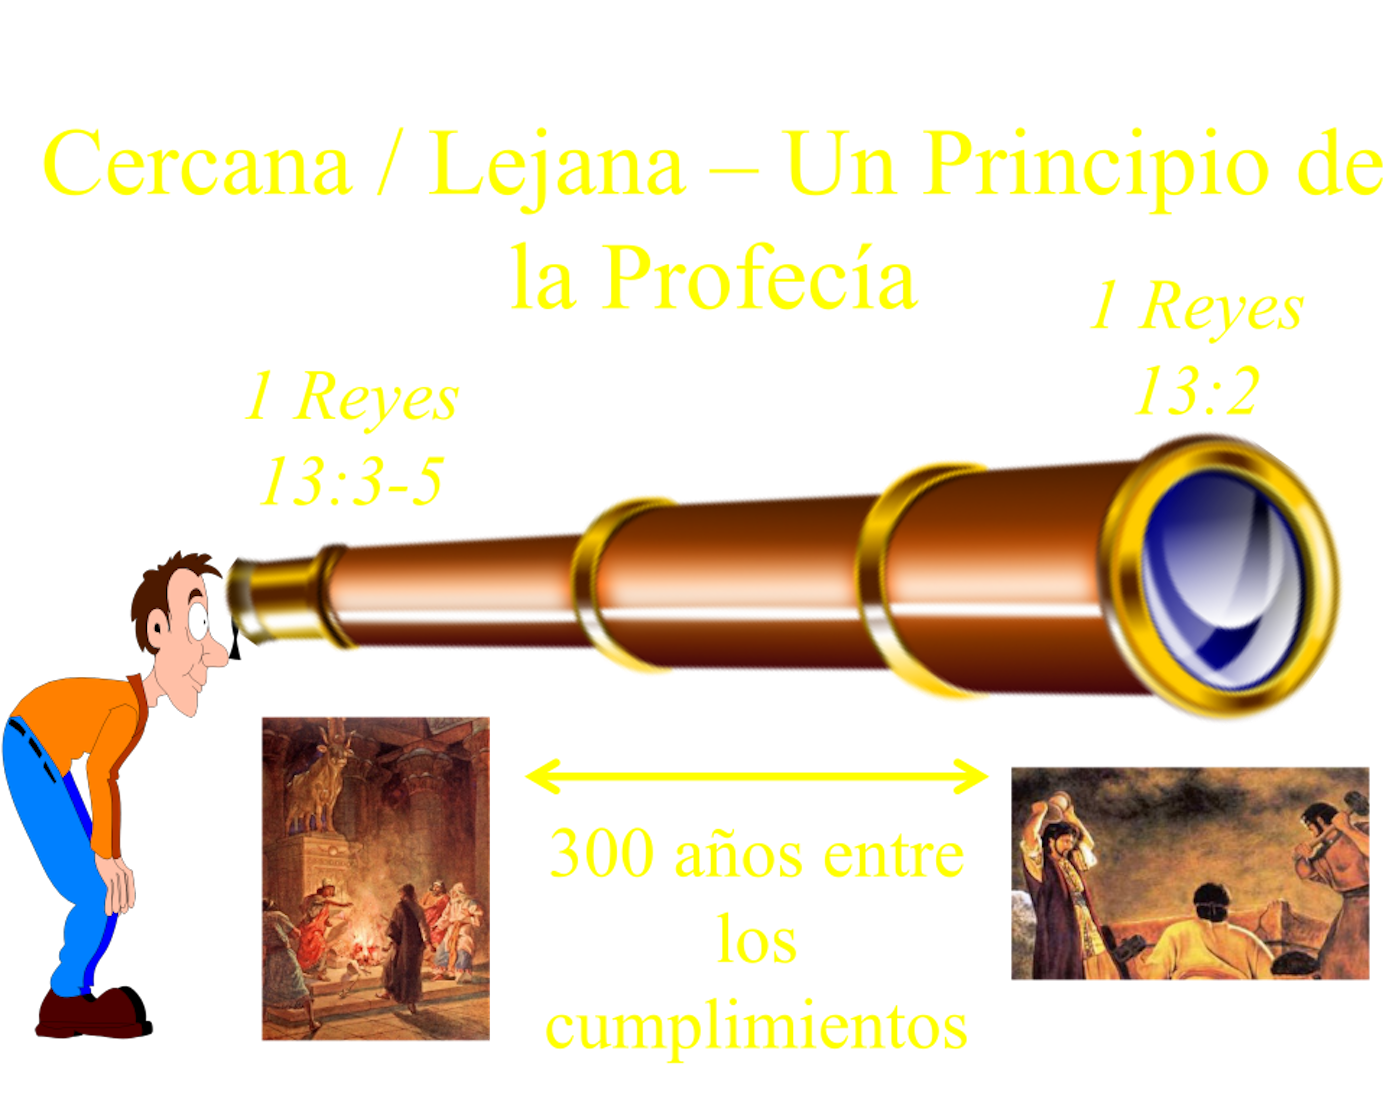 Cercana / Lejana – Un Principio de
la Profecía
1 Reyes
13:2
1 Reyes
13:3-5
300 años entre
los
cumplimientos